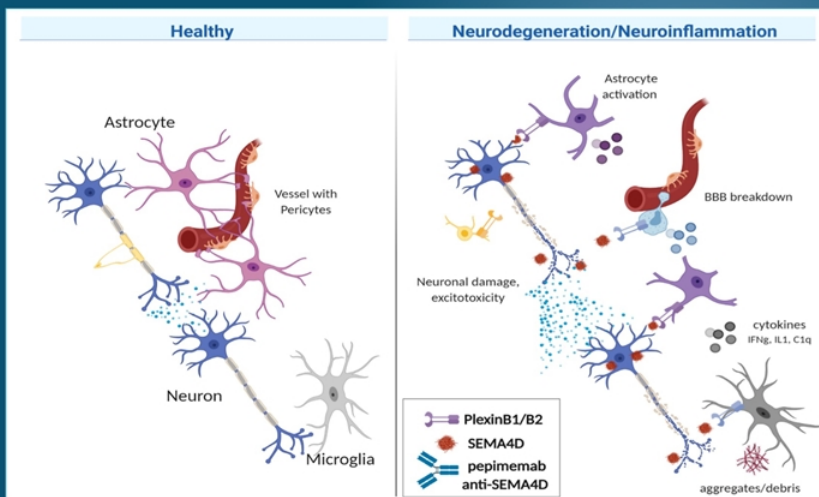 Healthy
Astrocyte
Vessel with
Pericytes
Neuron
Microglia
Neurodegeneration/Neuroinflammation
Astrocyte
activation
BBB breakdown
Neuronal damage,
excitotoxicity
cytokines
IFNg, IL1, C1q
aggregates/debris
PlexinB1/B2
SEMA4D
pepimemab
anti-SEMA4D